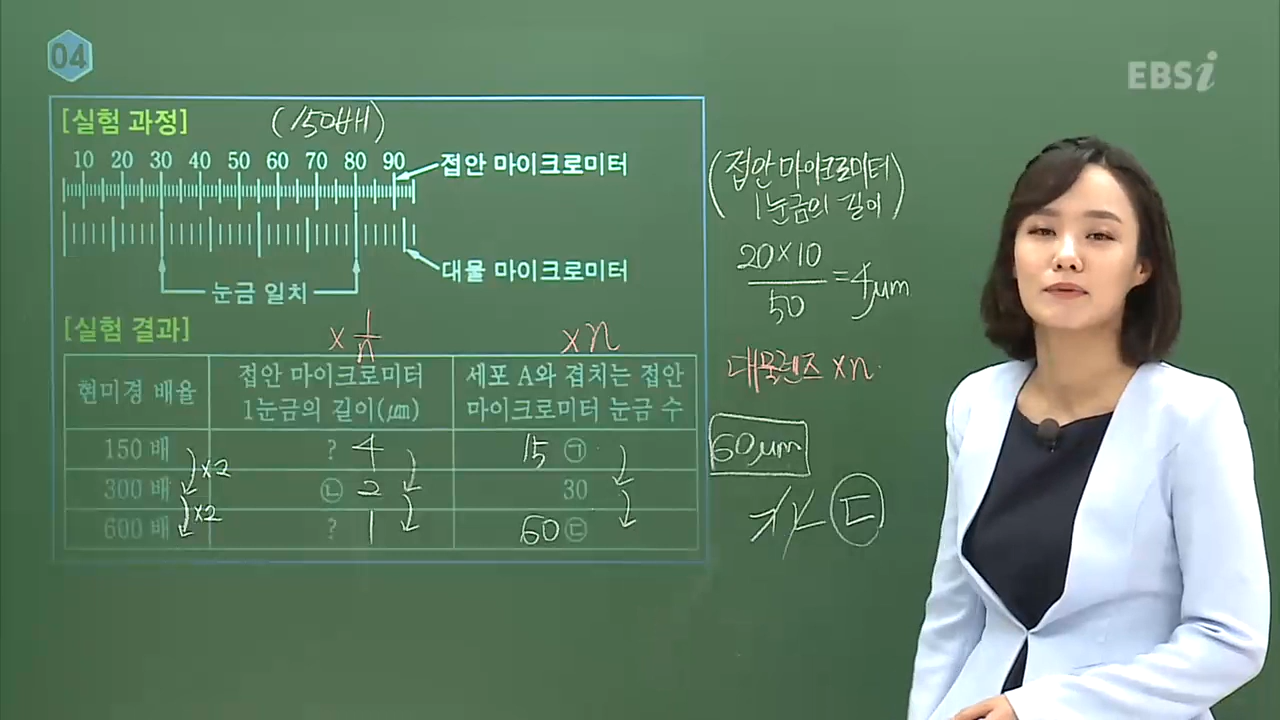 04
EBSi
[실험 과정] (150배)
10 20 30 40 50 60 70 80 90
접안 마이크로미터
대물 마이크로미터
눈금 일치
(접안 마이크로미터
1눈금의 길이)
20×10
50
=4μm
대물렌즈 ×n
60μm
ㄷ
[실험 결과]
×1/n ×n
현미경 배율 접안 마이크로미터 1눈금의 길이(㎛) 세포 A와 겹치는 접안 마이크로미터 눈금 수
150 배 ? 4 15 ㉠
×2
300 배 ㉡ 2 30
×2
600 배 ? 1 60 ㉢